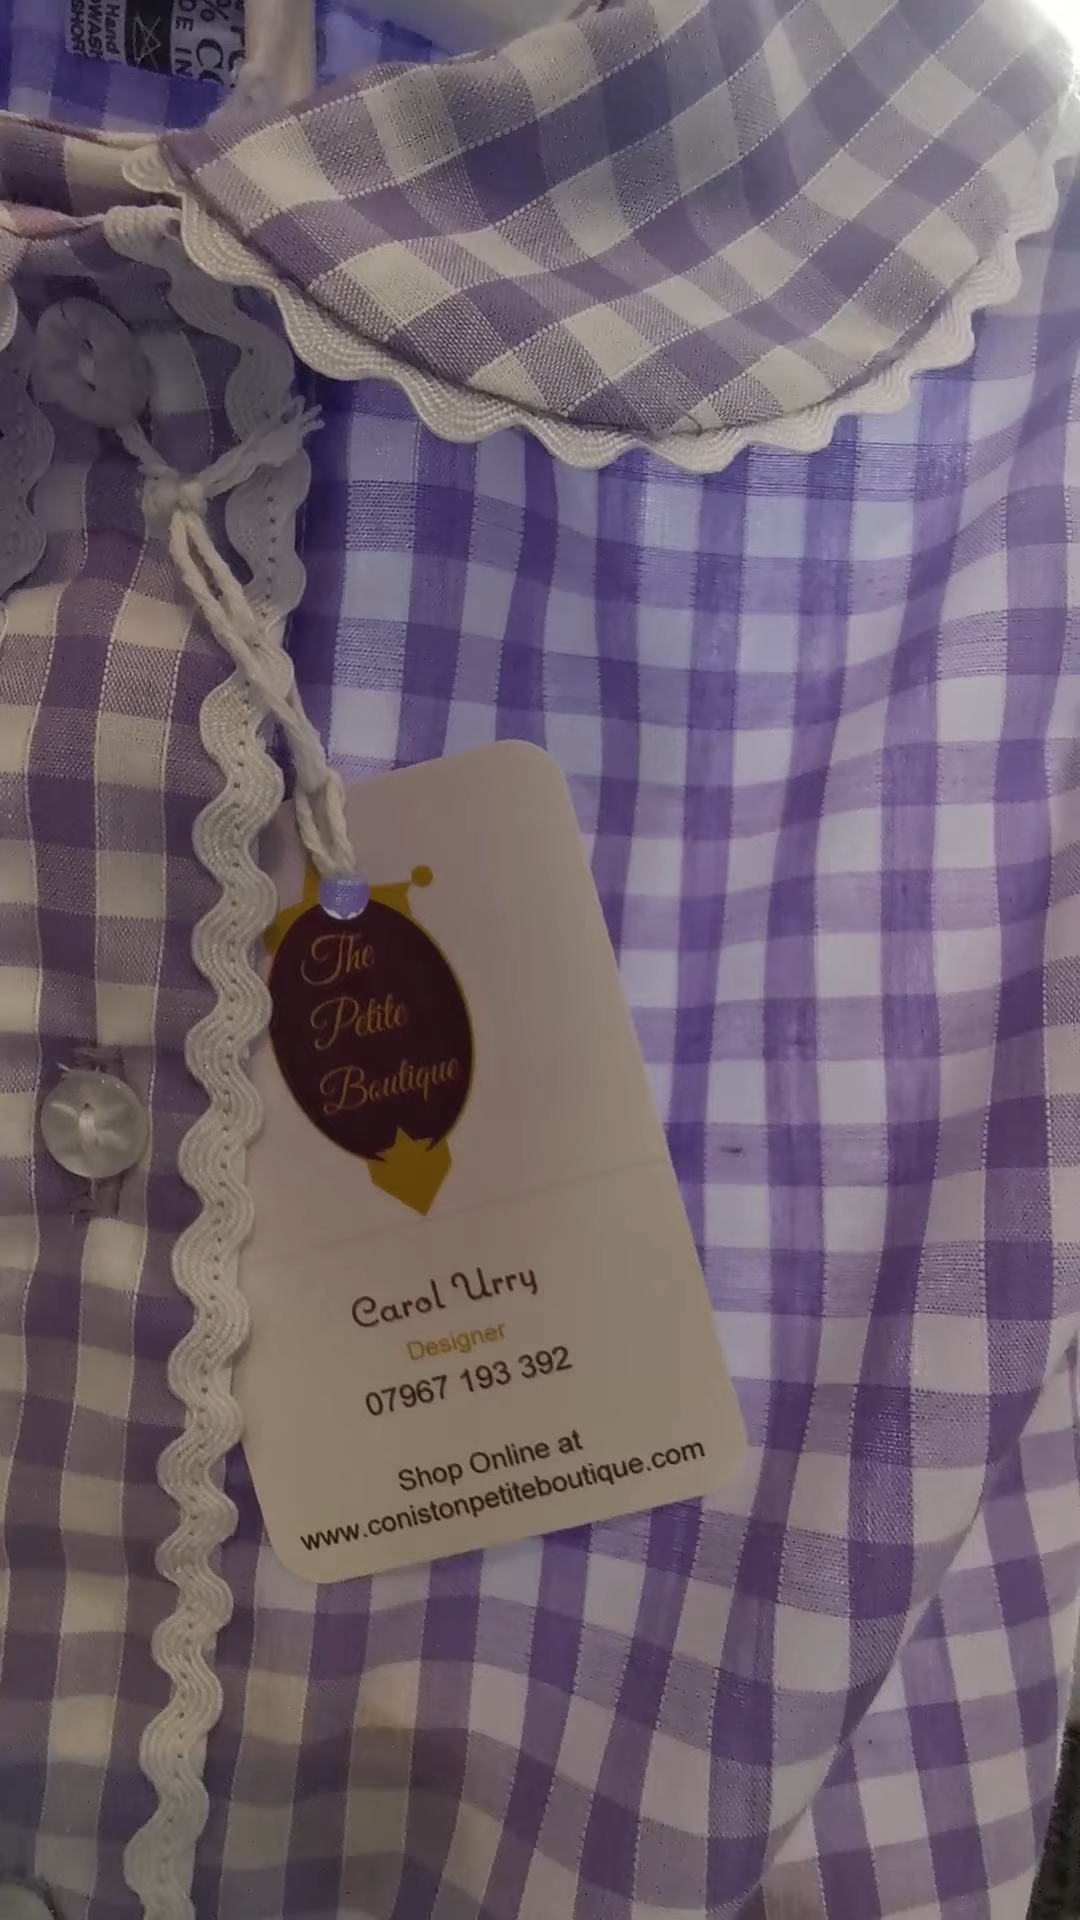 The
Petite
Boutique
Carol Urry
Designer
07967 193 392
Shop Online at
www.conistonpetiteboutique.com